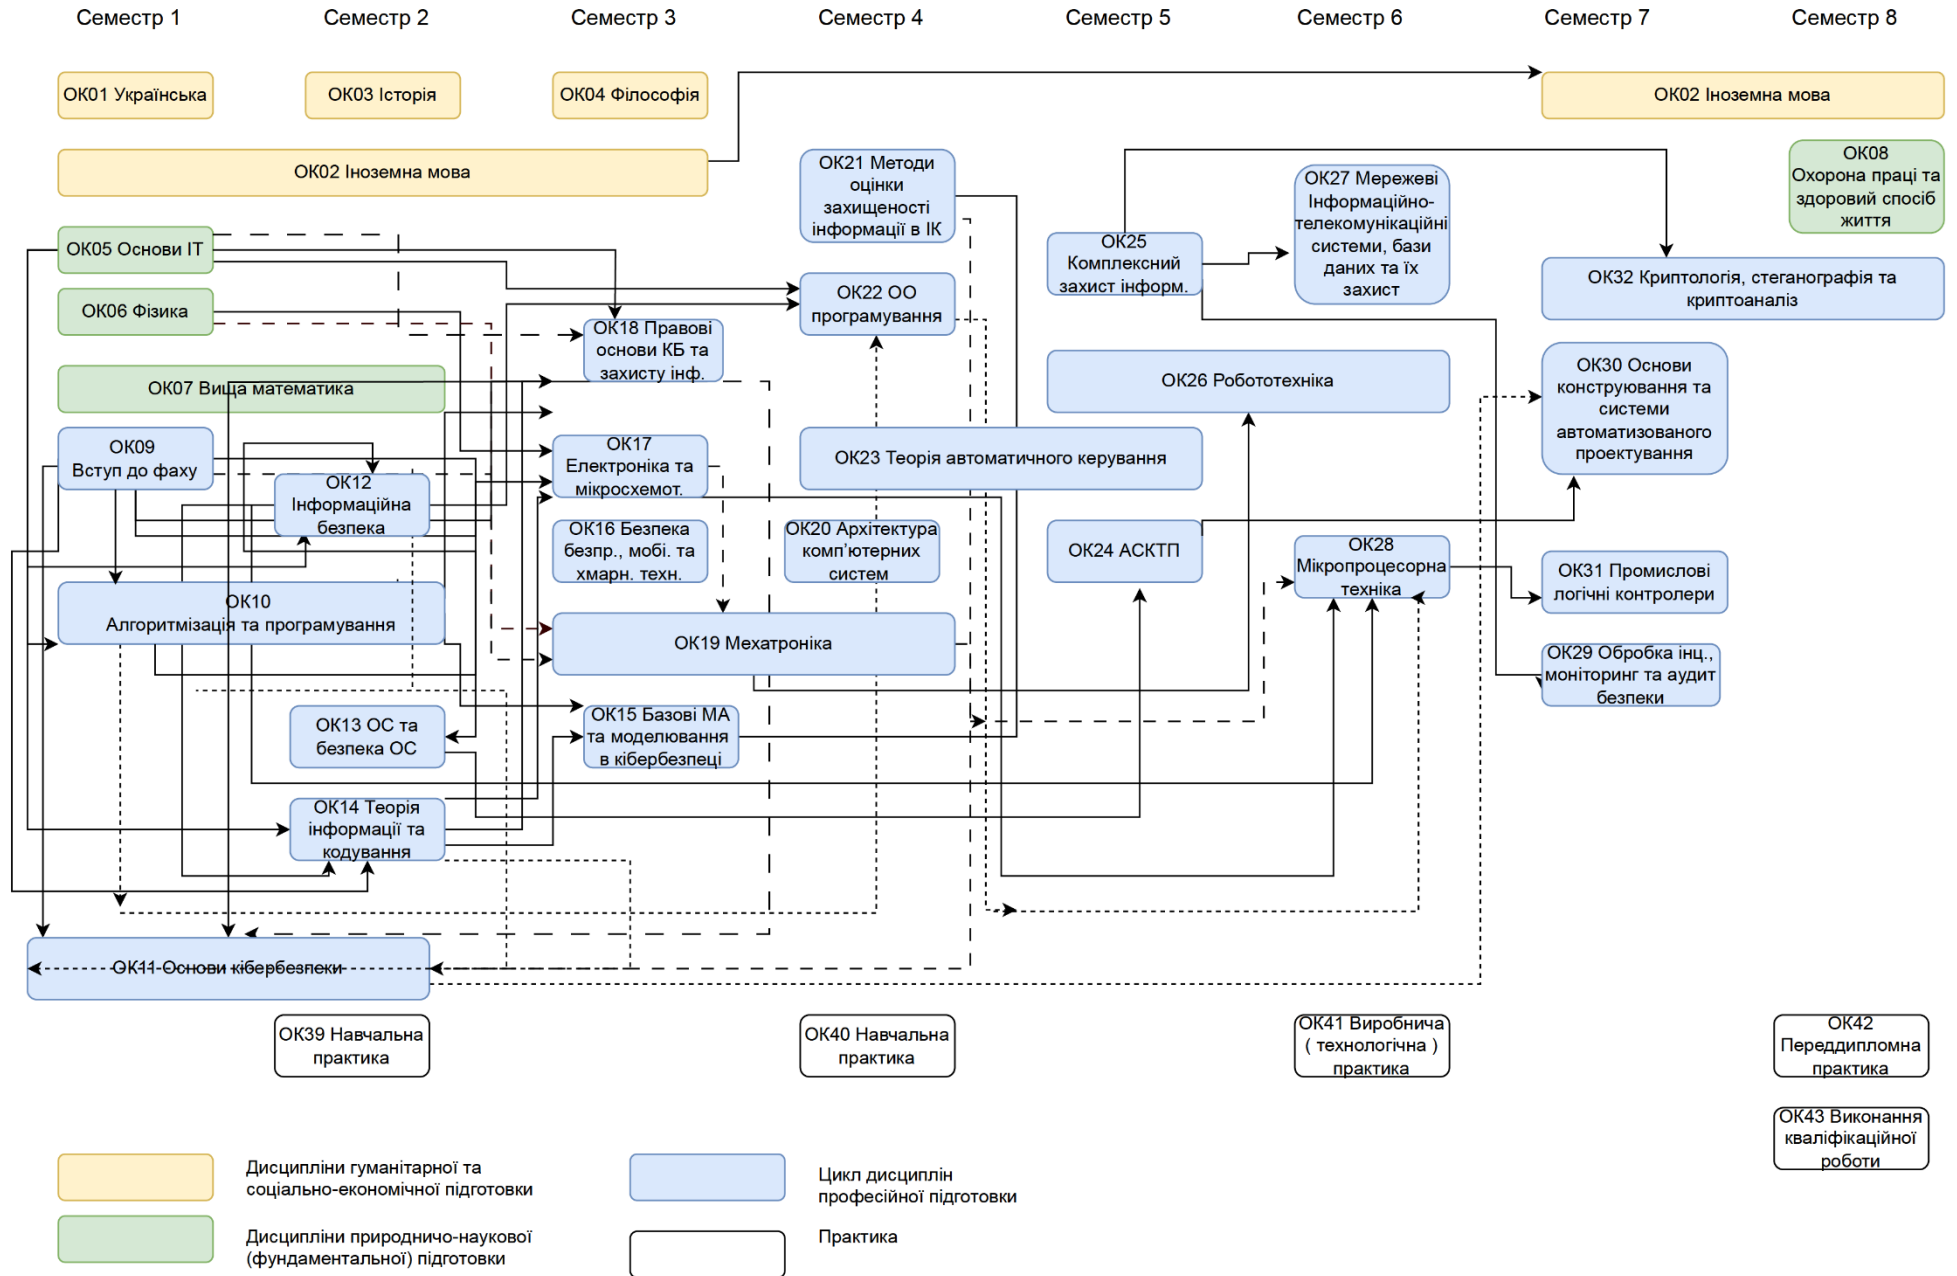 Семестр 1
Семестр 2
Семестр 3
Семестр 4
Семестр 5
Семестр 6
Семестр 7
Семестр 8
ОК01 Українська
ОК03 Історія
ОК04 Філософія
ОК02 Іноземна мова
ОК02 Іноземна мова
ОК21 Методи
оцінки
захищеності
інформації в ІК
ОК27 Мережеві
Інформаційно-
телекомунікаційні
системи, бази
даних та їх
захист
ОК08
Охорона праці та
здоровий спосіб
життя
ОК05 Основи ІТ
ОК25
Комплексний
захист інформ.
ОК32 Криптологія, стеганографія та
криптоаналіз
ОК06 Фізика
ОК22 ОО
програмування
ОК18 Правові
основи КБ та
захисту інф.
ОК07 Вища математика
ОК26 Робототехніка
ОК30 Основи
конструювання та
системи
автоматизованого
проектування
ОК09
Вступ до фаху
ОК12
Інформаційна
безпека
ОК17
Електроніка та
мікросхемот.
ОК23 Теорія автоматичного керування
ОК16 Безпека
безпр., мобі. та
хмарн. техн.
ОК20 Архітектура
комп'ютерних
систем
ОК24 АСКТП
ОК28
Мікропроцесорна
техніка
ОК31 Промислові
логічні контролери
ОК10
Алгоритмізація та програмування
ОК19 Мехатроніка
ОК29 Обробка інц.,
моніторинг та аудит
безпеки
ОК13 ОС та
безпека ОС
ОК15 Базові МА
та моделювання
в кібербезпеці
ОК14 Теорія
інформації та
кодування
ОК11 Основи кібербезпеки
ОК39 Навчальна
практика
ОК40 Навчальна
практика
ОК41 Виробнича
( технологічна )
практика
ОК42
Переддипломна
практика
ОК43 Виконання
кваліфікаційної
роботи
Дисципліни гуманітарної та
соціально-економічної підготовки
Цикл дисциплін
професійної підготовки
Дисципліни природничо-наукової
(фундаментальної) підготовки
Практика